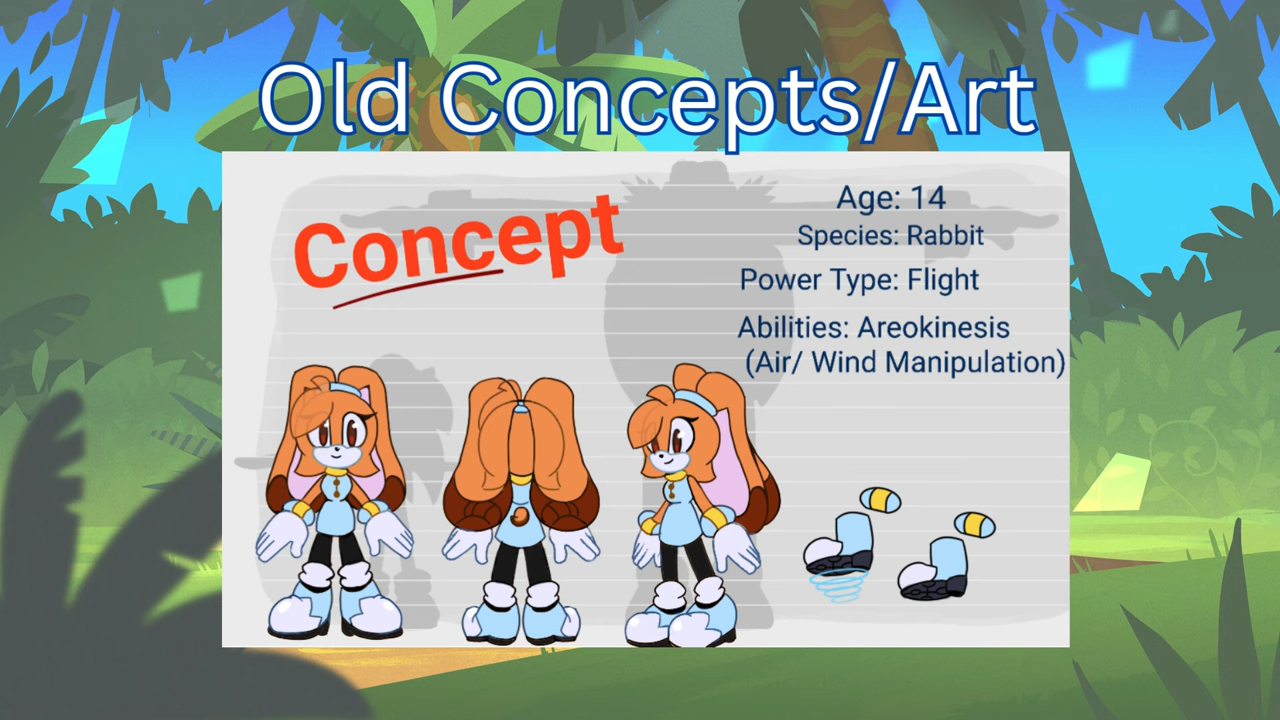 Old Concepts/Art
Concept
Age: 14
Species: Rabbit
Power Type: Flight
Abilities: Areokinesis
(Air/ Wind Manipulation)